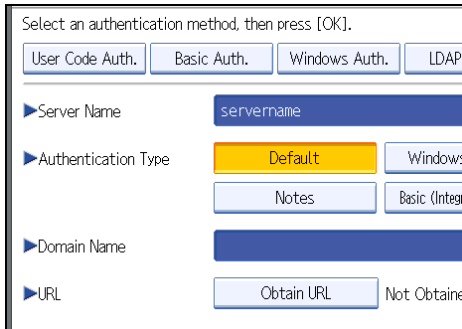 Select an authentication method, then press [OK].
User Code Auth. Basic Auth. Windows Auth. LDAP
Server Name servername
Authentication Type Default Windows
Notes Basic (Integr
Domain Name
URL Obtain URL Not Obtaine